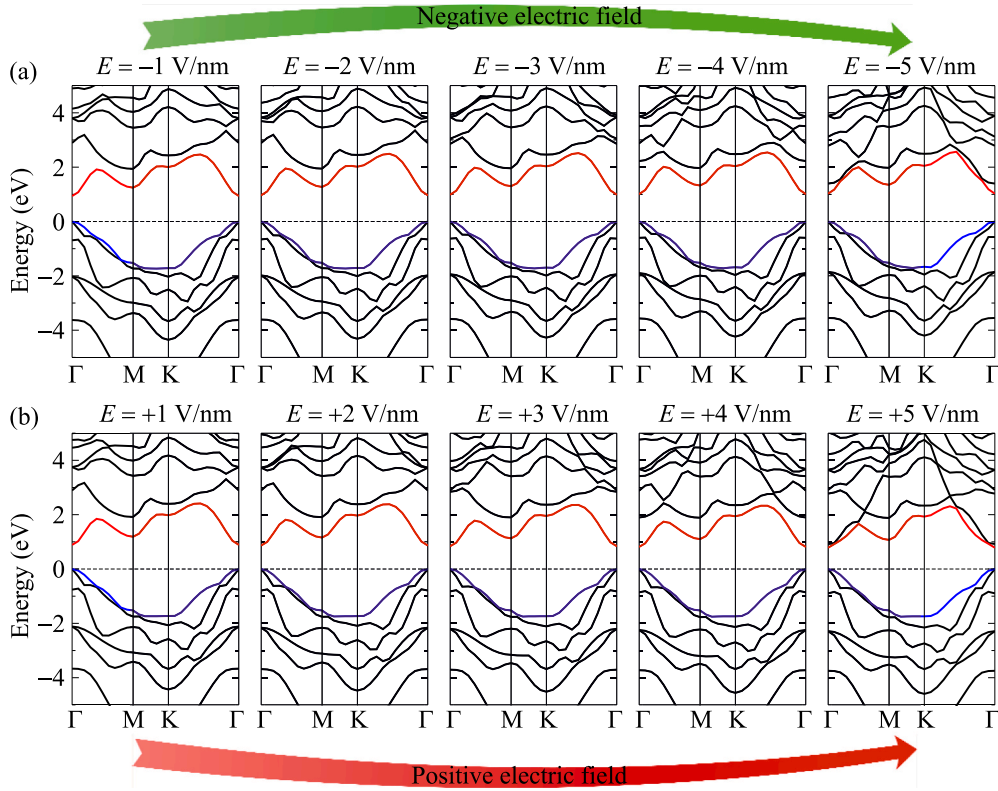 Negative electric field
(a)
E = −1 V/nm E = −2 V/nm E = −3 V/nm E = −4 V/nm E = −5 V/nm
Energy (eV)
4
2
0
−2
−4
Γ M K Γ Γ M K Γ Γ M K Γ Γ M K Γ Γ M K Γ
(b)
E = +1 V/nm E = +2 V/nm E = +3 V/nm E = +4 V/nm E = +5 V/nm
Energy (eV)
4
2
0
−2
−4
Γ M K Γ Γ M K Γ Γ M K Γ Γ M K Γ Γ M K Γ
Positive electric field